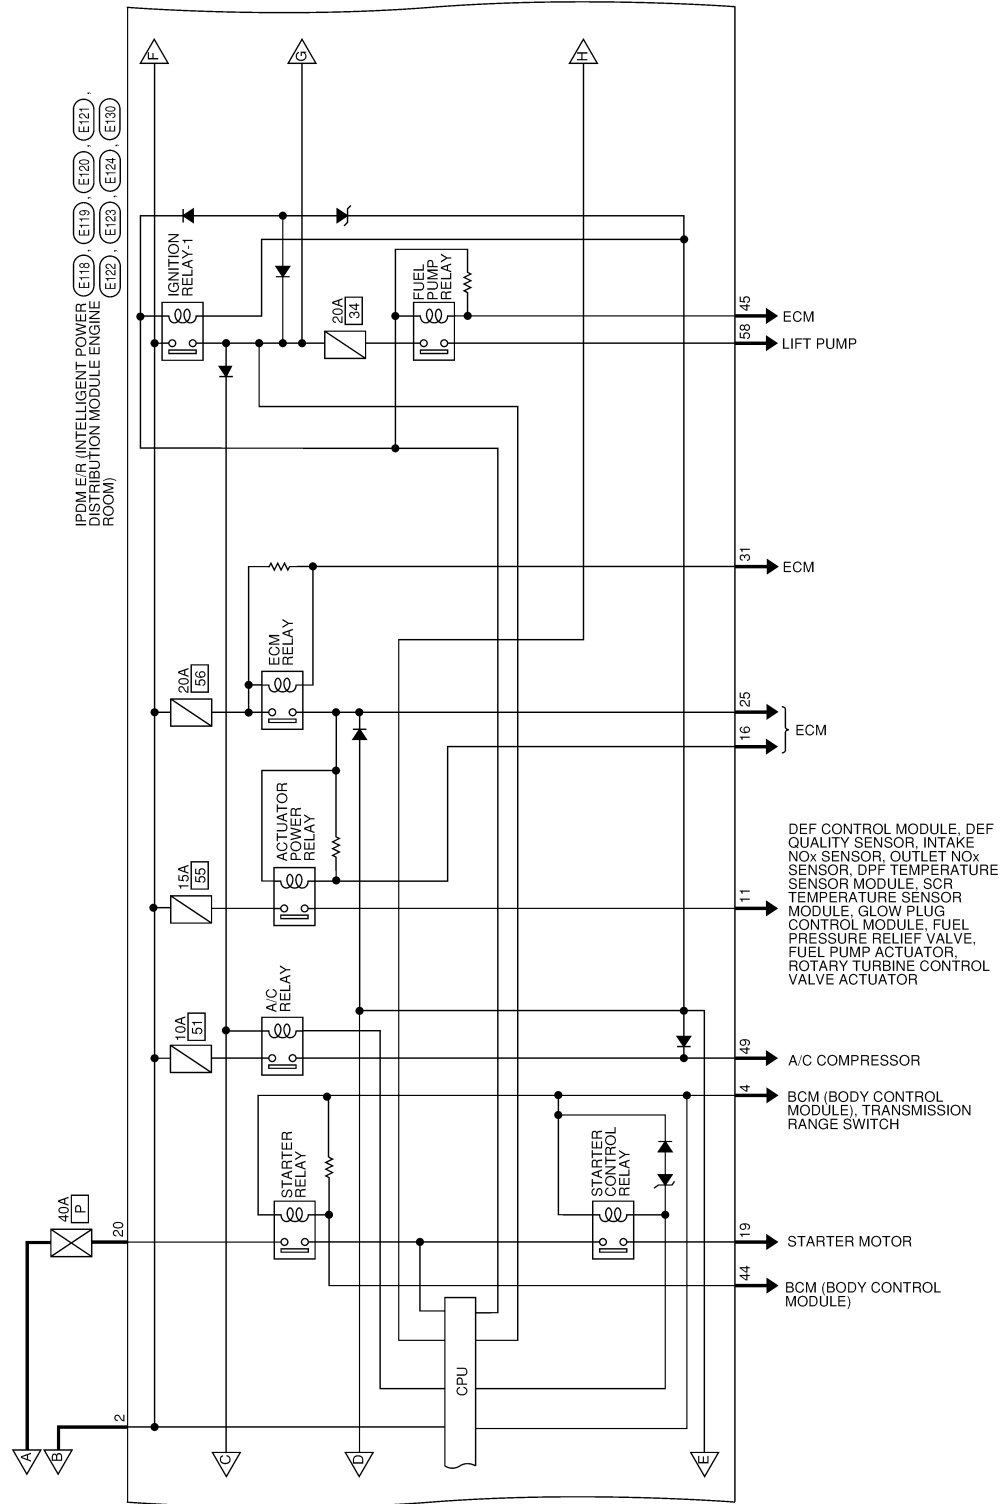 F
G
H
IPDM E/R (INTELLIGENT POWER
DISTRIBUTION MODULE ENGINE
ROOM)
E118 , E119 , E120 , E121 ,
E122 , E123 , E124 , E130
IGNITION
RELAY-1
20A
34
FUEL
PUMP
RELAY
45
ECM
58
LIFT PUMP
31
ECM
20A
56
ECM
RELAY
25
16
ECM
15A
55
ACTUATOR
POWER
RELAY
11
DEF CONTROL MODULE, DEF
QUALITY SENSOR, INTAKE
NOx SENSOR, OUTLET NOx
SENSOR, DPF TEMPERATURE
SENSOR MODULE, SCR
TEMPERATURE SENSOR
MODULE, GLOW PLUG
CONTROL MODULE, FUEL
PRESSURE RELIEF VALVE,
FUEL PUMP ACTUATOR,
ROTARY TURBINE CONTROL
VALVE ACTUATOR
10A
51
A/C
RELAY
49
A/C COMPRESSOR
4
BCM (BODY CONTROL
MODULE), TRANSMISSION
RANGE SWITCH
40A
P
20
STARTER
RELAY
STARTER
CONTROL
RELAY
19
STARTER MOTOR
44
BCM (BODY CONTROL
MODULE)
CPU
2
A
B
C
D
E